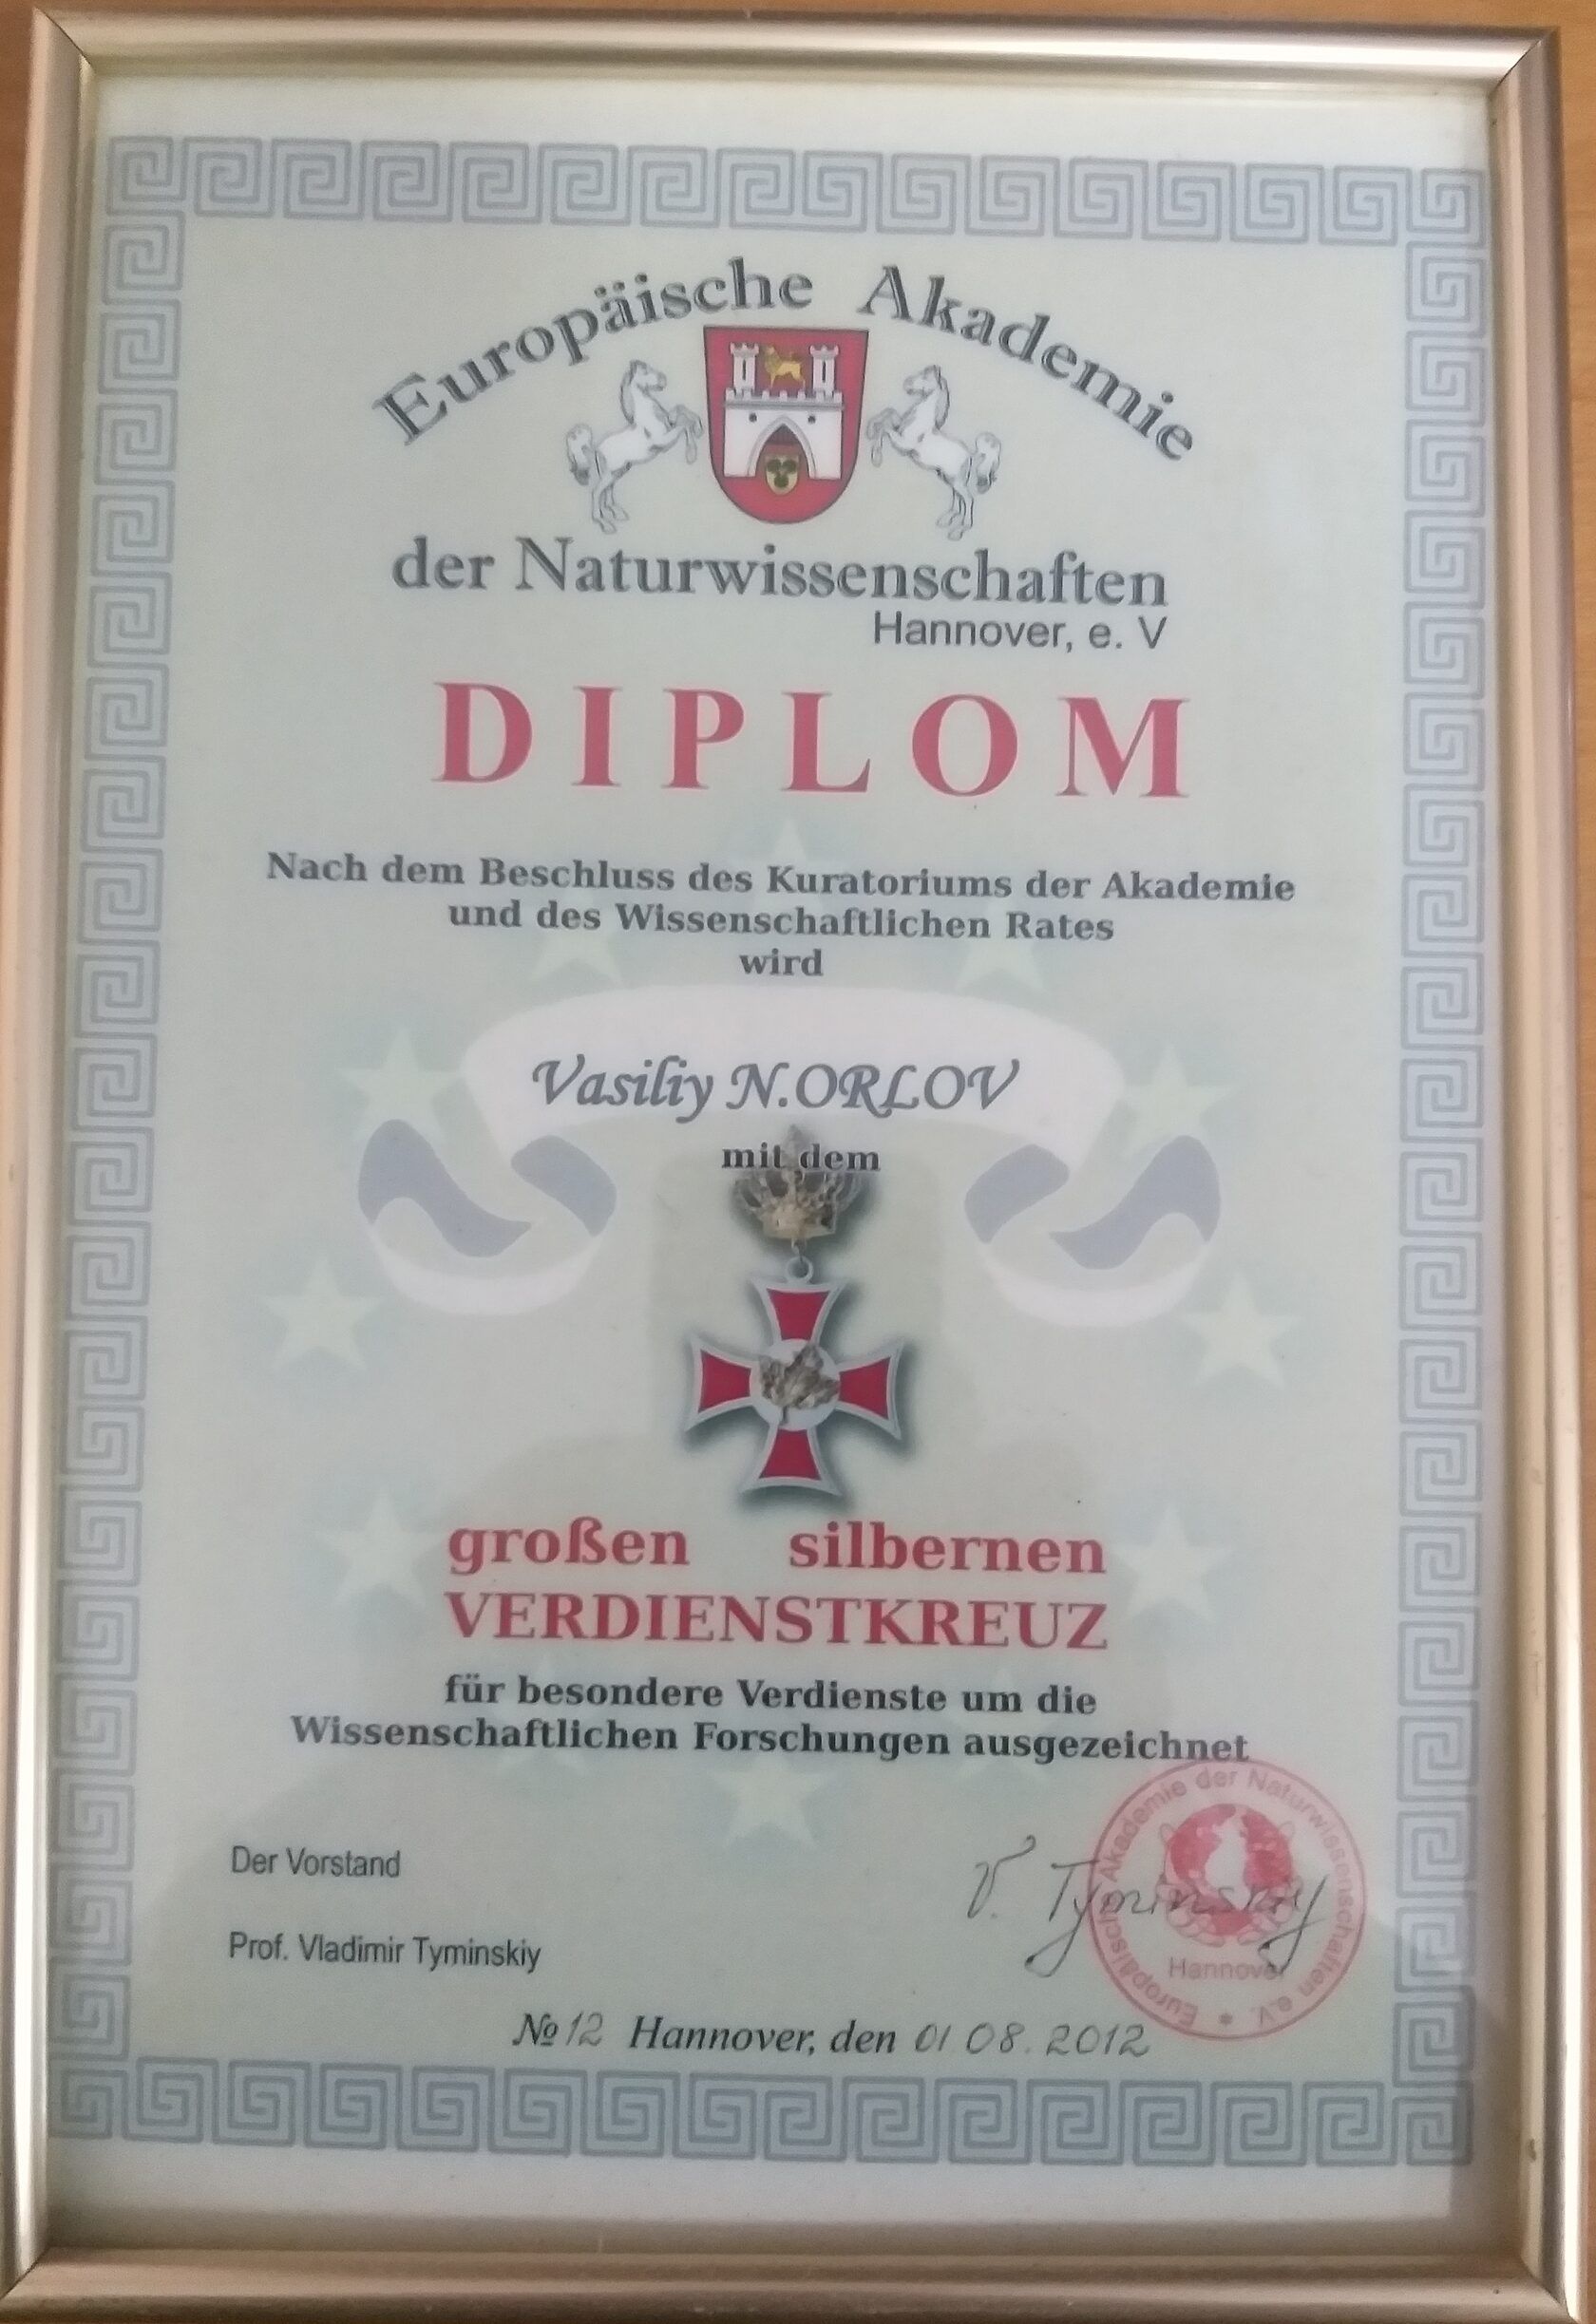 Europäische Akademie
der Naturwissenschaften
Hannover, e. V
DIPLOM
Nach dem Beschluss des Kuratoriums der Akademie
und des Wissenschaftlichen Rates
wird
Vasiliy N.ORLOV
mit dem
großen silbernen
VERDIENSTKREUZ
für besondere Verdienste um die
Wissenschaftlichen Forschungen ausgezeichnet
Der Vorstand
V. Tyminskiy
Prof. Vladimir Tyminskiy
Europäische Akademie der Naturwissenschaften e.V. *
Hannover
№ 12 Hannover, den 01 08. 2012